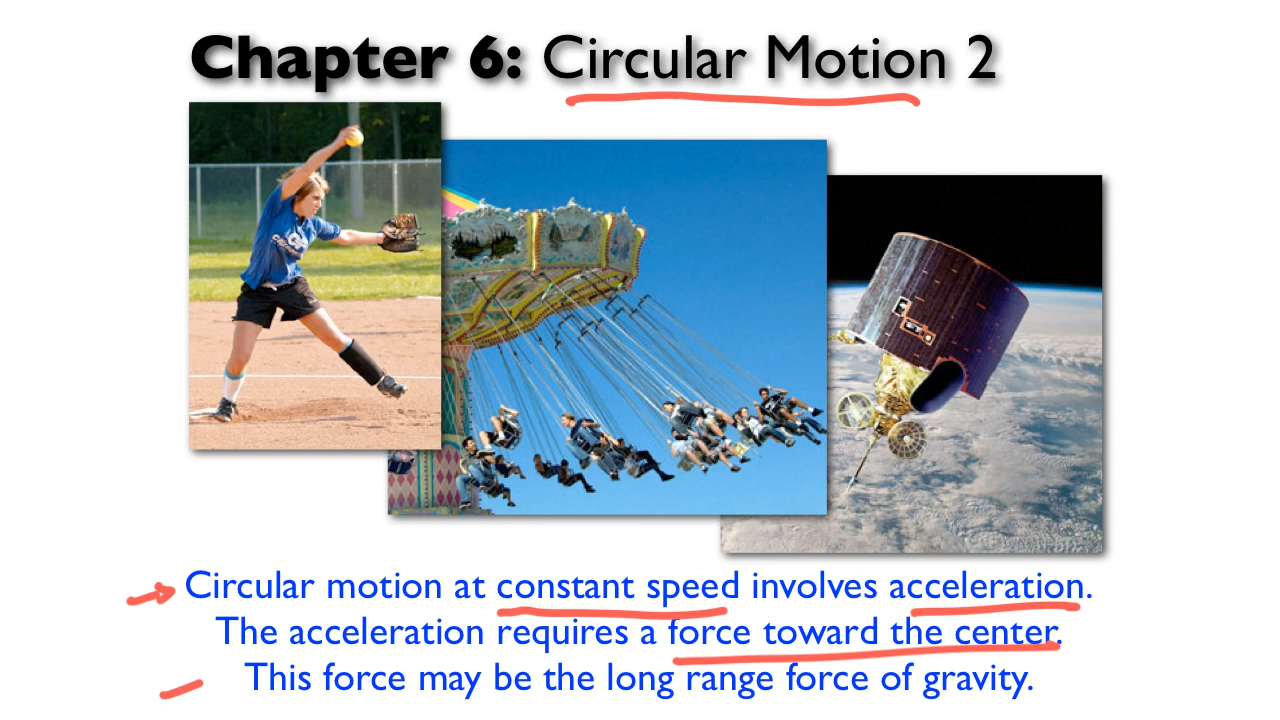 Chapter 6: Circular Motion 2
Circular motion at constant speed involves acceleration.
The acceleration requires a force toward the center.
This force may be the long range force of gravity.